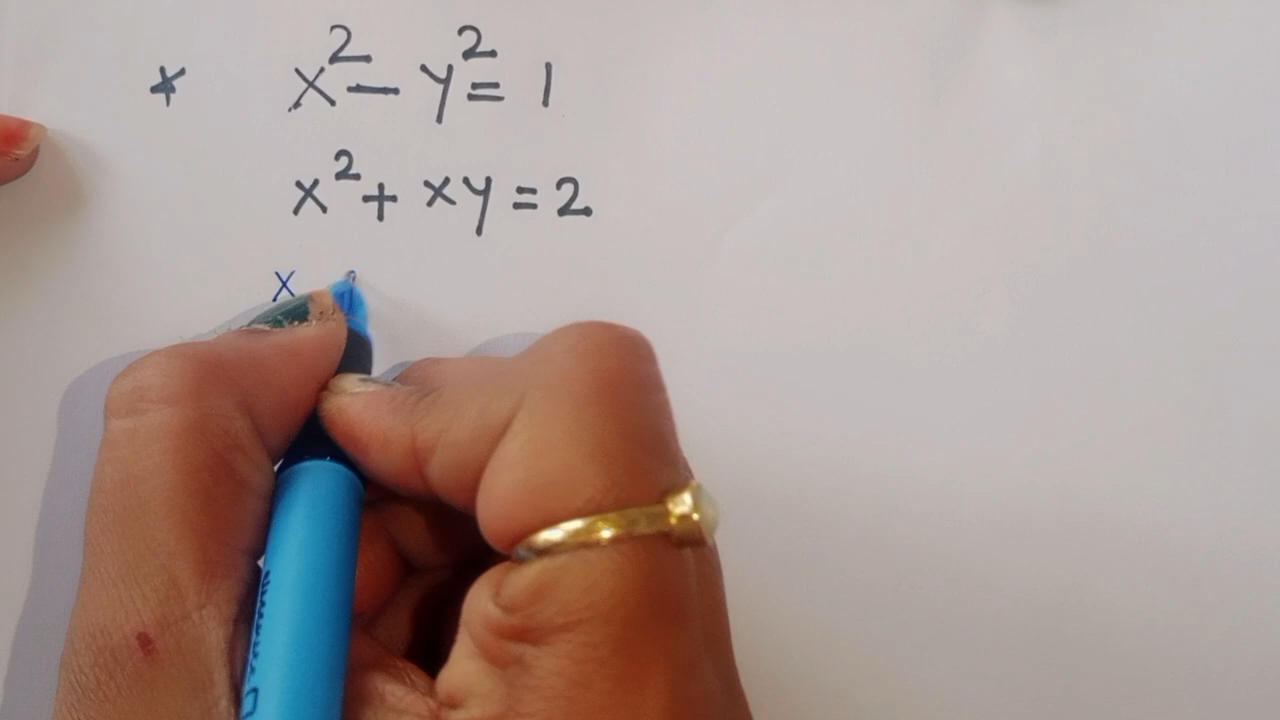 * x² - y² = 1
x² + xy = 2
x